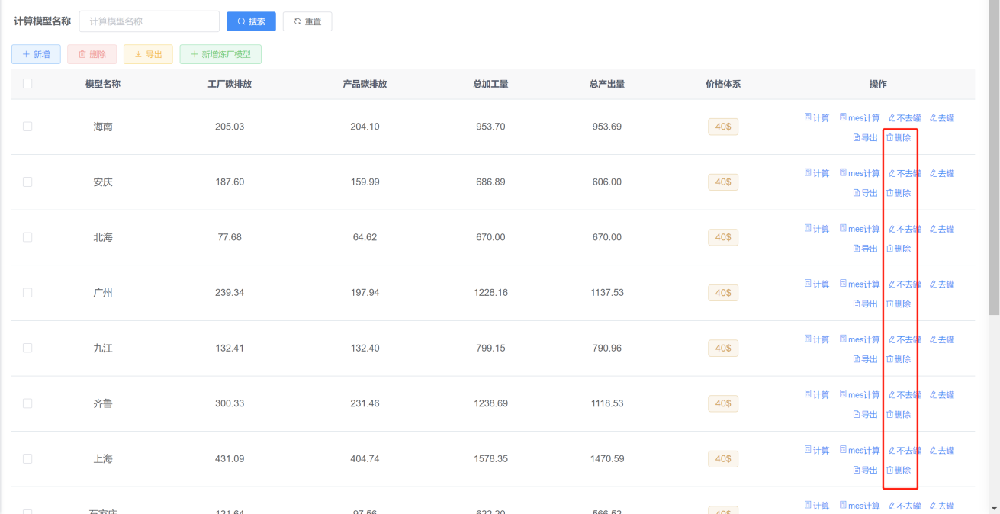 计算模型名称 计算模型名称 搜索 重置
新增 删除 导出 新增炼厂模型
模型名称 工厂碳排放 产品碳排放 总加工量 总产出量 价格体系 操作
海南 205.03 204.10 953.70 953.69 40$ 计算 mes计算 不去罐 去罐
导出 删除
安庆 187.60 159.99 686.89 606.00 40$ 计算 mes计算 不去罐 去罐
导出 删除
北海 77.68 64.62 670.00 670.00 40$ 计算 mes计算 不去罐 去罐
导出 删除
广州 239.34 197.94 1228.16 1137.53 40$ 计算 mes计算 不去罐 去罐
导出 删除
九江 132.41 132.40 799.15 790.96 40$ 计算 mes计算 不去罐 去罐
导出 删除
齐鲁 300.33 231.46 1238.69 1118.53 40$ 计算 mes计算 不去罐 去罐
导出 删除
上海 431.09 404.74 1578.35 1470.59 40$ 计算 mes计算 不去罐 去罐
导出 删除
石家庄 121.64 97.56 622.20 566.52 40$ 计算 mes计算 不去罐 去罐